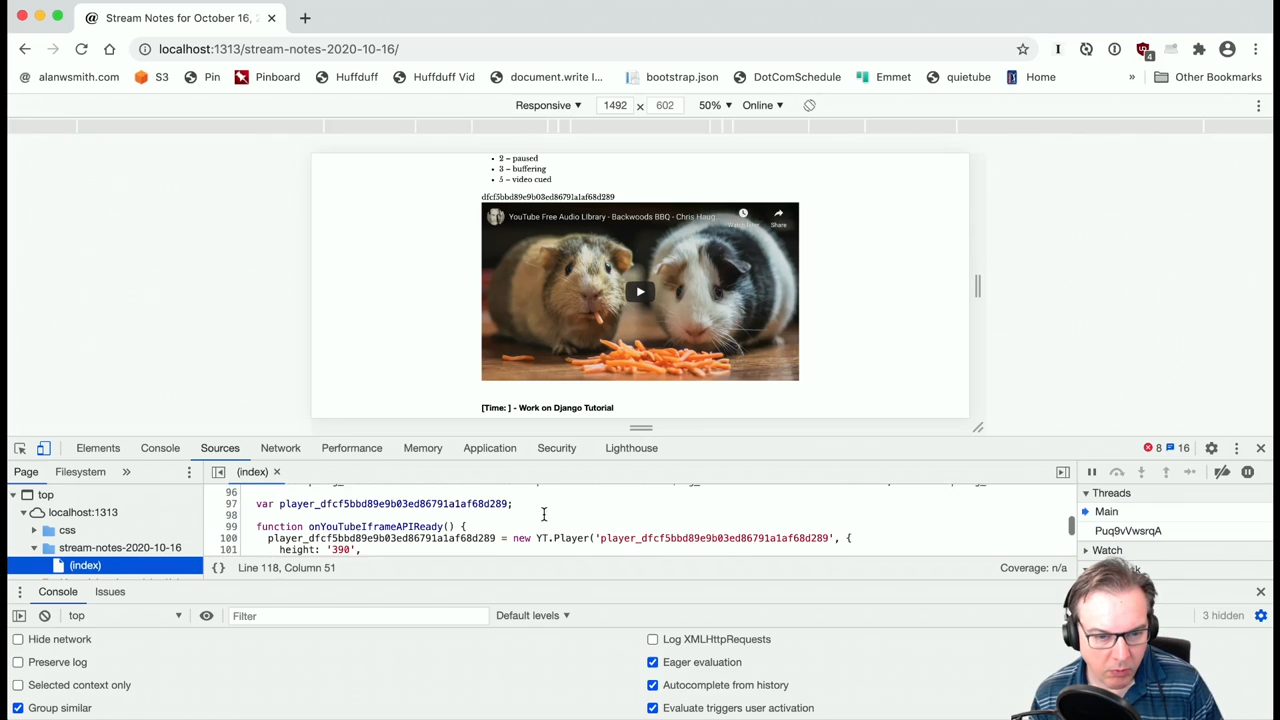 Stream Notes for October 16, 2
localhost:1313/stream-notes-2020-10-16/
4
alanwsmith.com S3 Pin Pinboard Huffduff Huffduff Vid document.write I... bootstrap.json DotComSchedule Emmet quietube Home » Other Bookmarks
Responsive ▼ 1492 × 602 50% ▼ Online ▼
• 2 – paused
• 3 – buffering
• 5 – video cued
dfcf5bbd89e9b03ed86791a1af68d289
YouTube Free Audio Library - Backwoods BBQ - Chris Haug
Watch later Share
[Time: ] - Work on Django Tutorial
Elements Console Sources Network Performance Memory Application Security Lighthouse 8 16
Page Filesystem » (index) ×
top
localhost:1313
css
stream-notes-2020-10-16
(index)
96
97 var player_dfcf5bbd89e9b03ed86791a1af68d289;
98
99 function onYouTubeIframeAPIReady() {
100 player_dfcf5bbd89e9b03ed86791a1af68d289 = new YT.Player('player_dfcf5bbd89e9b03ed86791a1af68d289', {
101 height: '390',
{} Line 118, Column 51 Coverage: n/a
Threads
Main
Puq9vVwsrqA
Watch
Console Issues
top ▼ Filter Default levels ▼ 3 hidden
Hide network Log XMLHttpRequests
Preserve log Eager evaluation
Selected context only Autocomplete from history
Group similar Evaluate triggers user activation